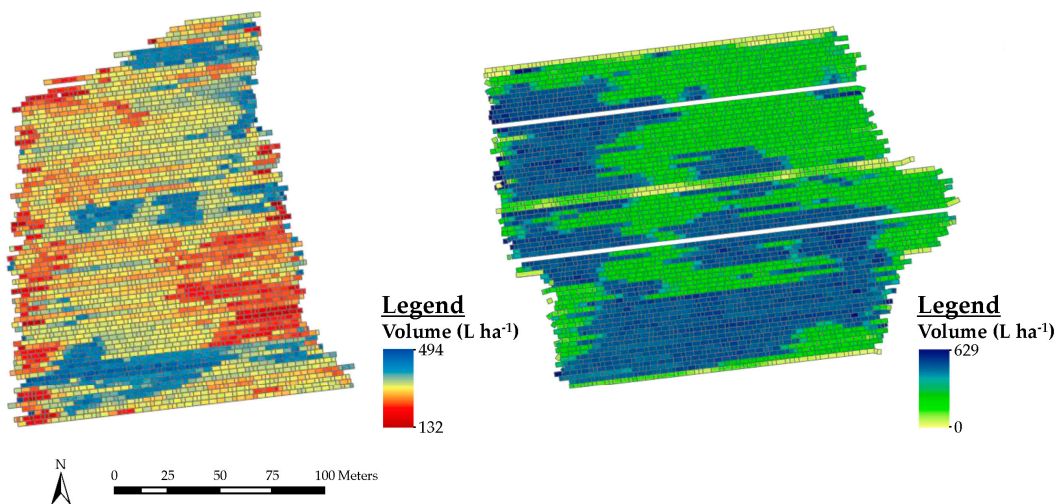 Legend
Volume (L ha⁻¹)
494
132
Legend
Volume (L ha⁻¹)
629
0
N
0 25 50 75 100 Meters